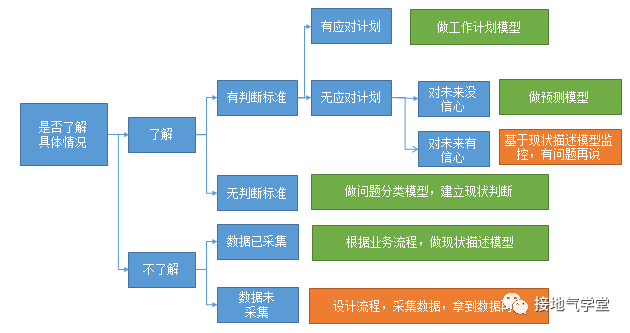 有应对计划
做工作计划模型
有判断标准
无应对计划
对未来没
信心
做预测模型
是否了解
具体情况
了解
对未来有
信心
基于现状描述模型监
控，有问题再说
无判断标准
做问题分类模型，建立现状判断
不了解
数据已采集
根据业务流程，做现状描述模型
数据未
采集
设计流程，采集数据，拿到数据
接地气学堂